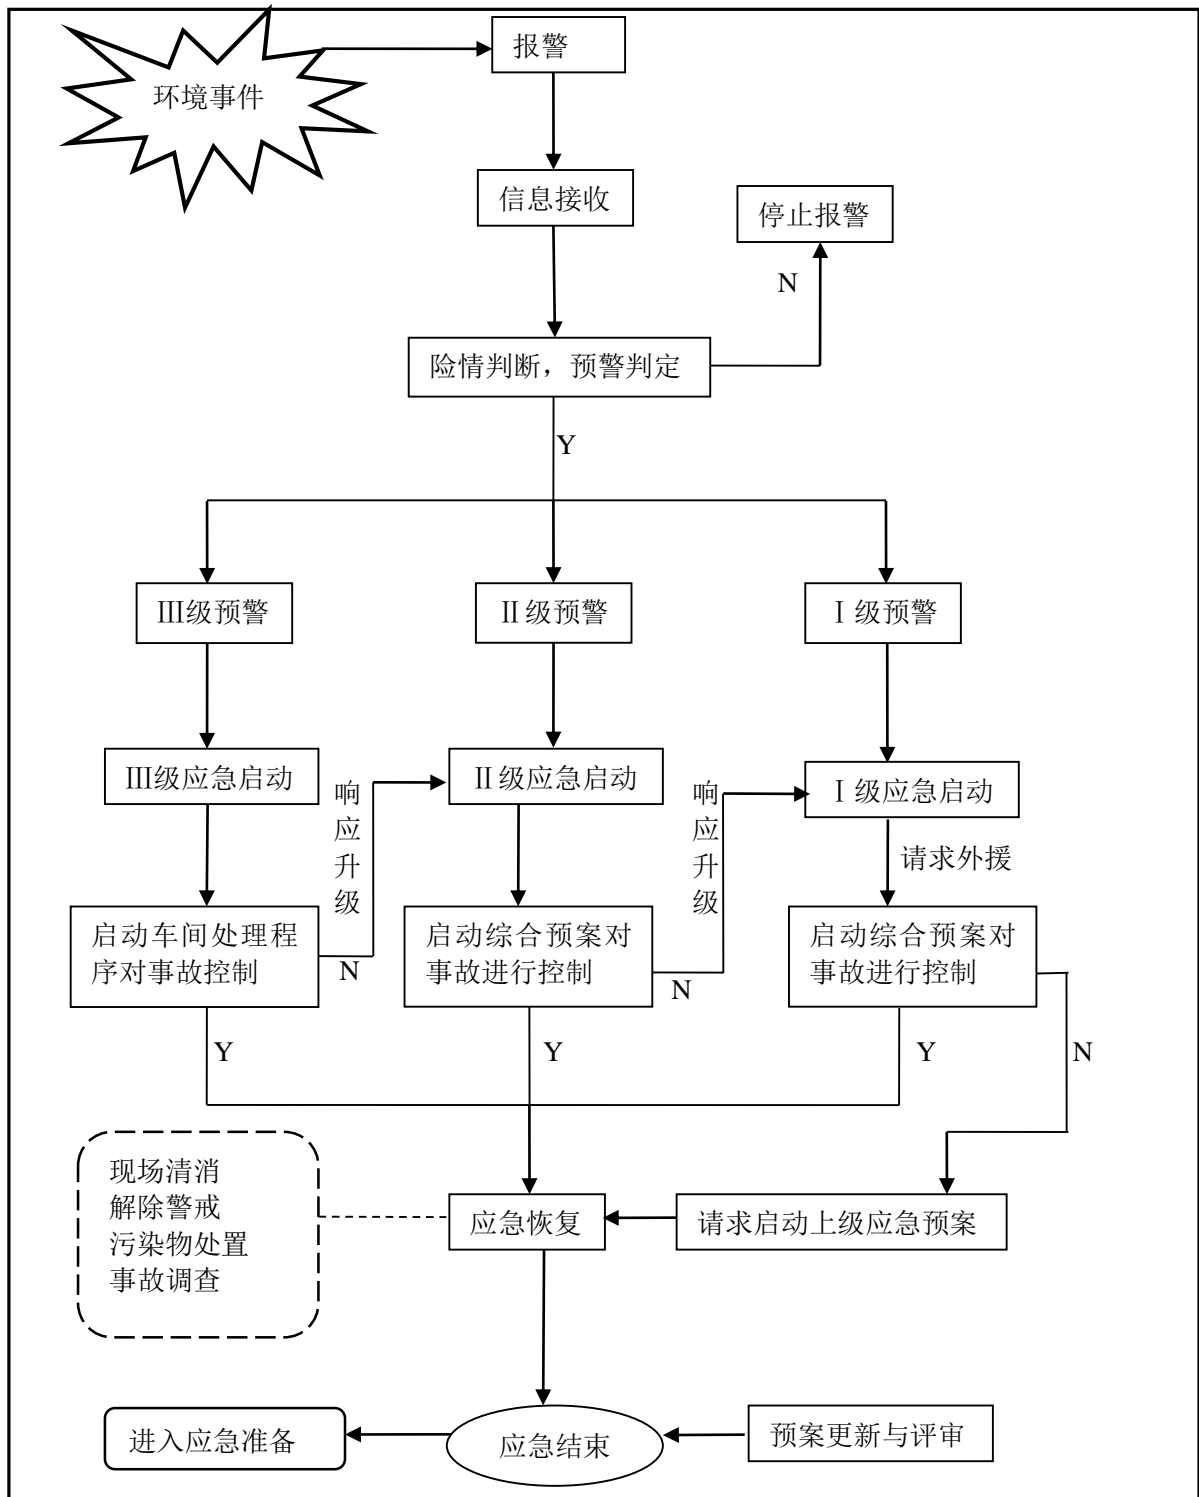 环境事件
报警
信息接收
停止报警
N
险情判断，预警判定
Y
Ⅲ级预警
Ⅱ级预警
Ⅰ级预警
Ⅲ级应急启动
响应升级
Ⅱ级应急启动
响应升级
Ⅰ级应急启动
请求外援
启动车间处理程
序对事故控制
N
启动综合预案对
事故进行控制
N
启动综合预案对
事故进行控制
Y
Y
Y
N
现场清消
解除警戒
污染物处置
事故调查
应急恢复
请求启动上级应急预案
进入应急准备
应急结束
预案更新与评审